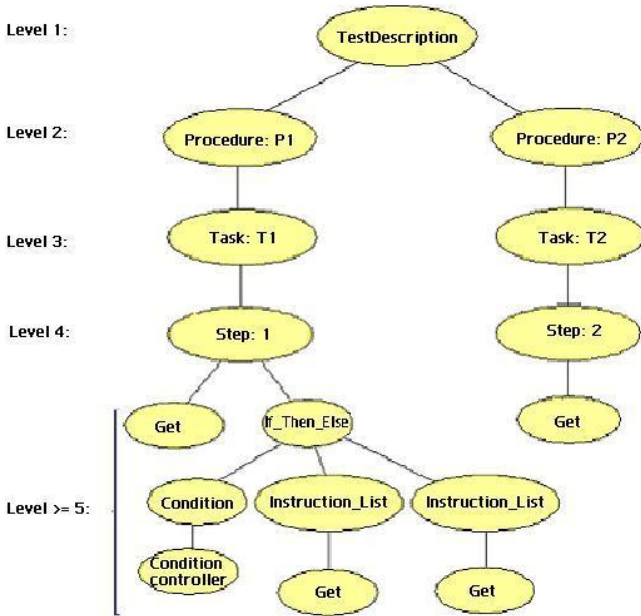 Level 1:
TestDescription
Level 2:
Procedure: P1
Procedure: P2
Level 3:
Task: T1
Task: T2
Level 4:
Step: 1
Step: 2
Get
If_Then_Else
Get
Level >= 5:
Condition
Instruction_List
Instruction_List
Condition
controller
Get
Get